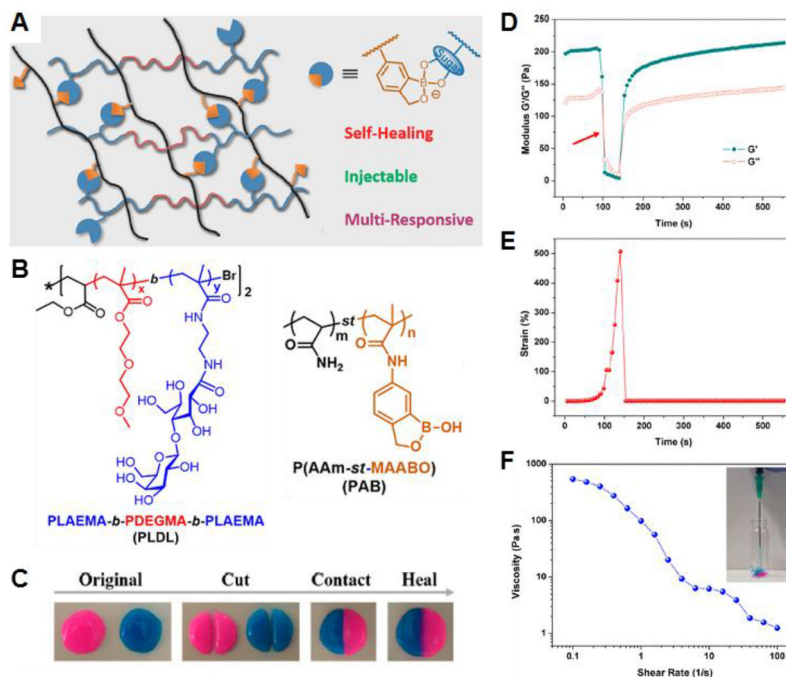 A
Sugar
B
O
O
O
⊖
≡
Self-Healing
Injectable
Multi-Responsive
B
* x b y Br 2
O O O O NH
O
O
O
NH
HO O
HO OH
HO OH
HO O
HO O
HO OH
HO
PLAEMA-b-PDEGMA-b-PLAEMA
(PLDL)
st
m n
O NH2 O NH
B-OH
O
P(AAm-st-MAABO)
(PAB)
C
Original Cut Contact Heal
D
Modulus G'/G'' (Pa)
250
200
150
100
50
0
G'
G''
0 100 200 300 400 500
Time (s)
E
Strain (%)
500
400
300
200
100
0
0 100 200 300 400 500
Time (s)
F
Viscosity (Pa s)
1000
100
10
1
0.1 1 10 100
Shear Rate (1/s)